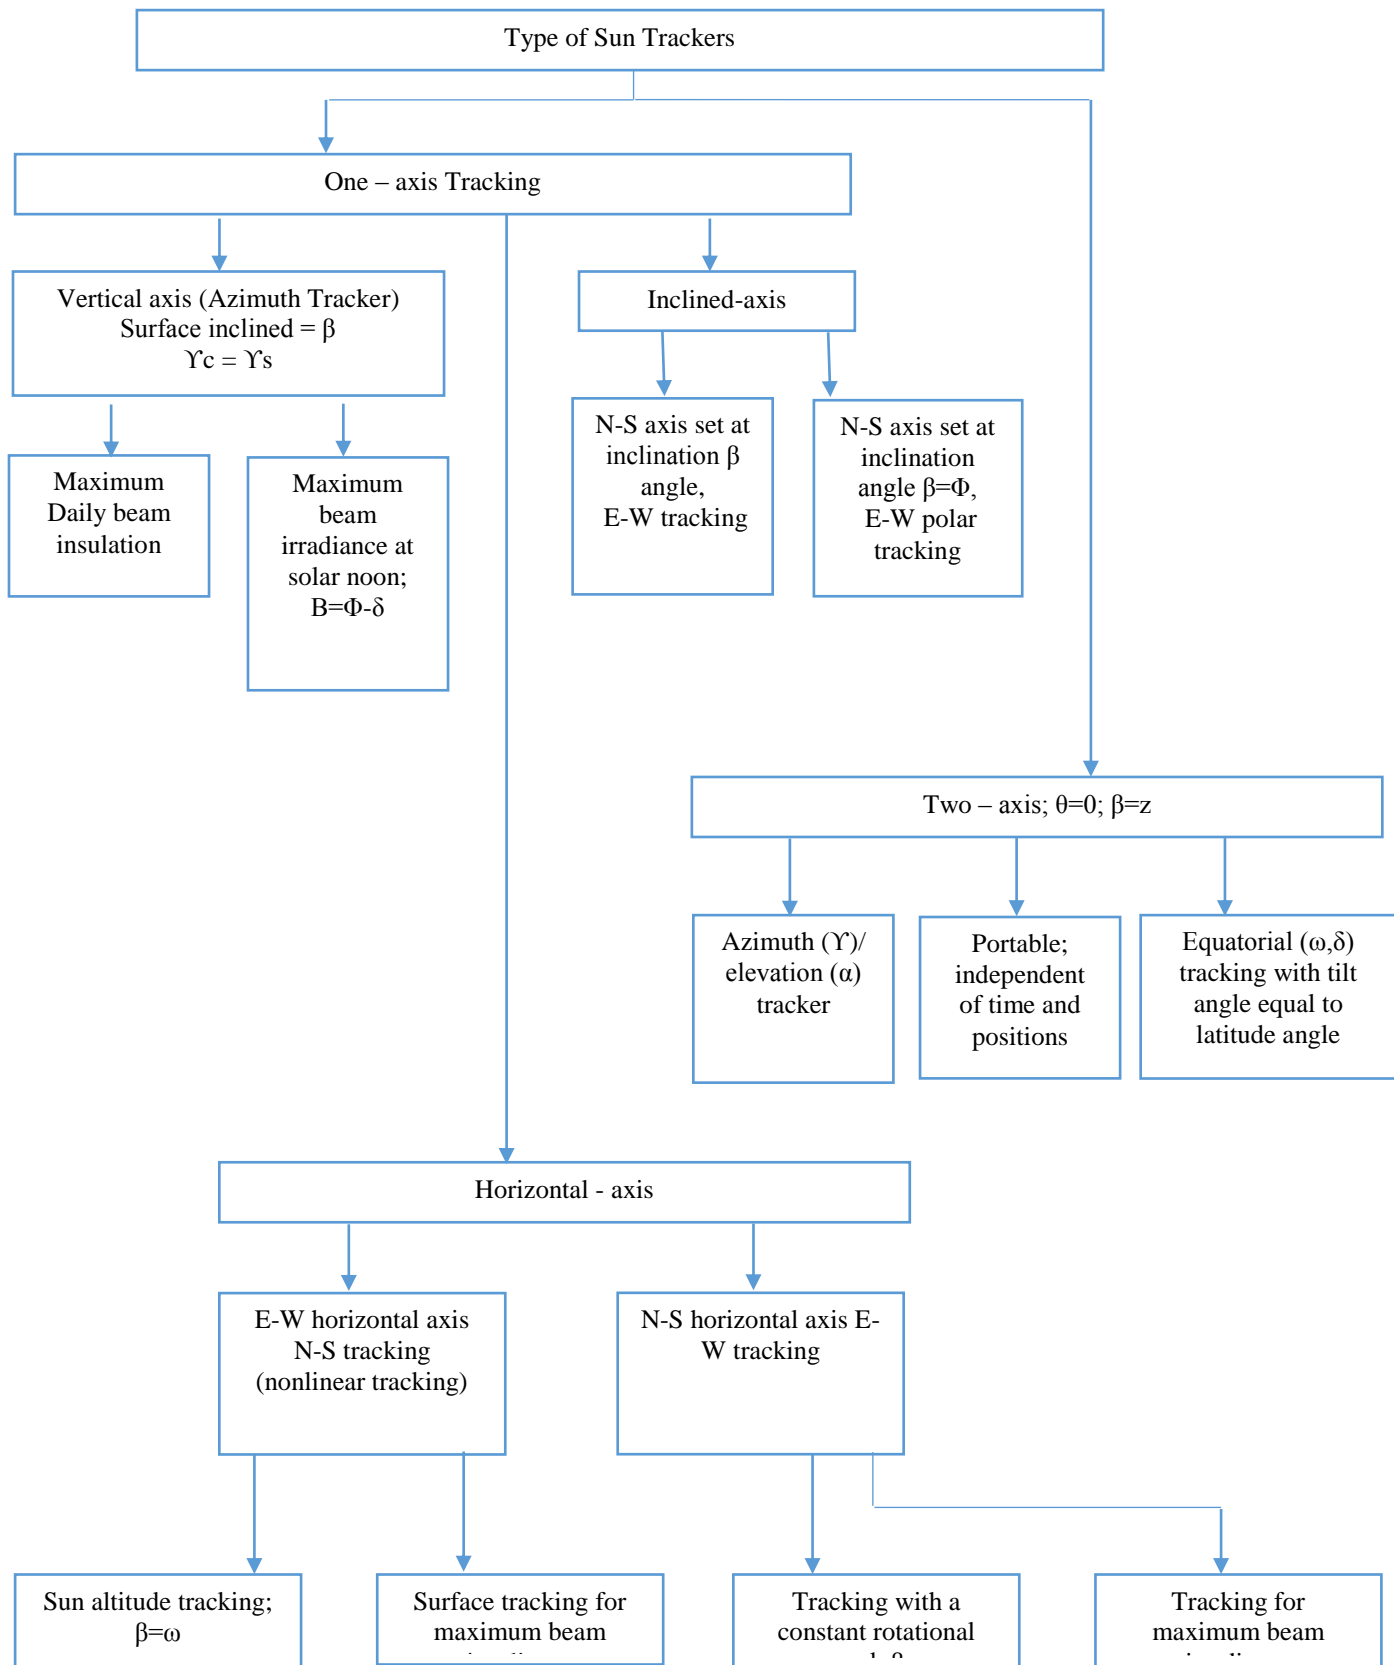 Type of Sun Trackers
One – axis Tracking
Vertical axis (Azimuth Tracker)
Surface inclined = β
ϒc = ϒs
Inclined-axis
Maximum
Daily beam
insulation
Maximum
beam
irradiance at
solar noon;
B=Φ-δ
N-S axis set at
inclination β
angle,
E-W tracking
N-S axis set at
inclination
angle β=Φ,
E-W polar
tracking
Two – axis; θ=0; β=z
Azimuth (ϒ)/
elevation (α)
tracker
Portable;
independent
of time and
positions
Equatorial (ω,δ)
tracking with tilt
angle equal to
latitude angle
Horizontal - axis
E-W horizontal axis
N-S tracking
(nonlinear tracking)
N-S horizontal axis E-
W tracking
Sun altitude tracking;
β=ω
Surface tracking for
maximum beam
Tracking with a
constant rotational
Tracking for
maximum beam